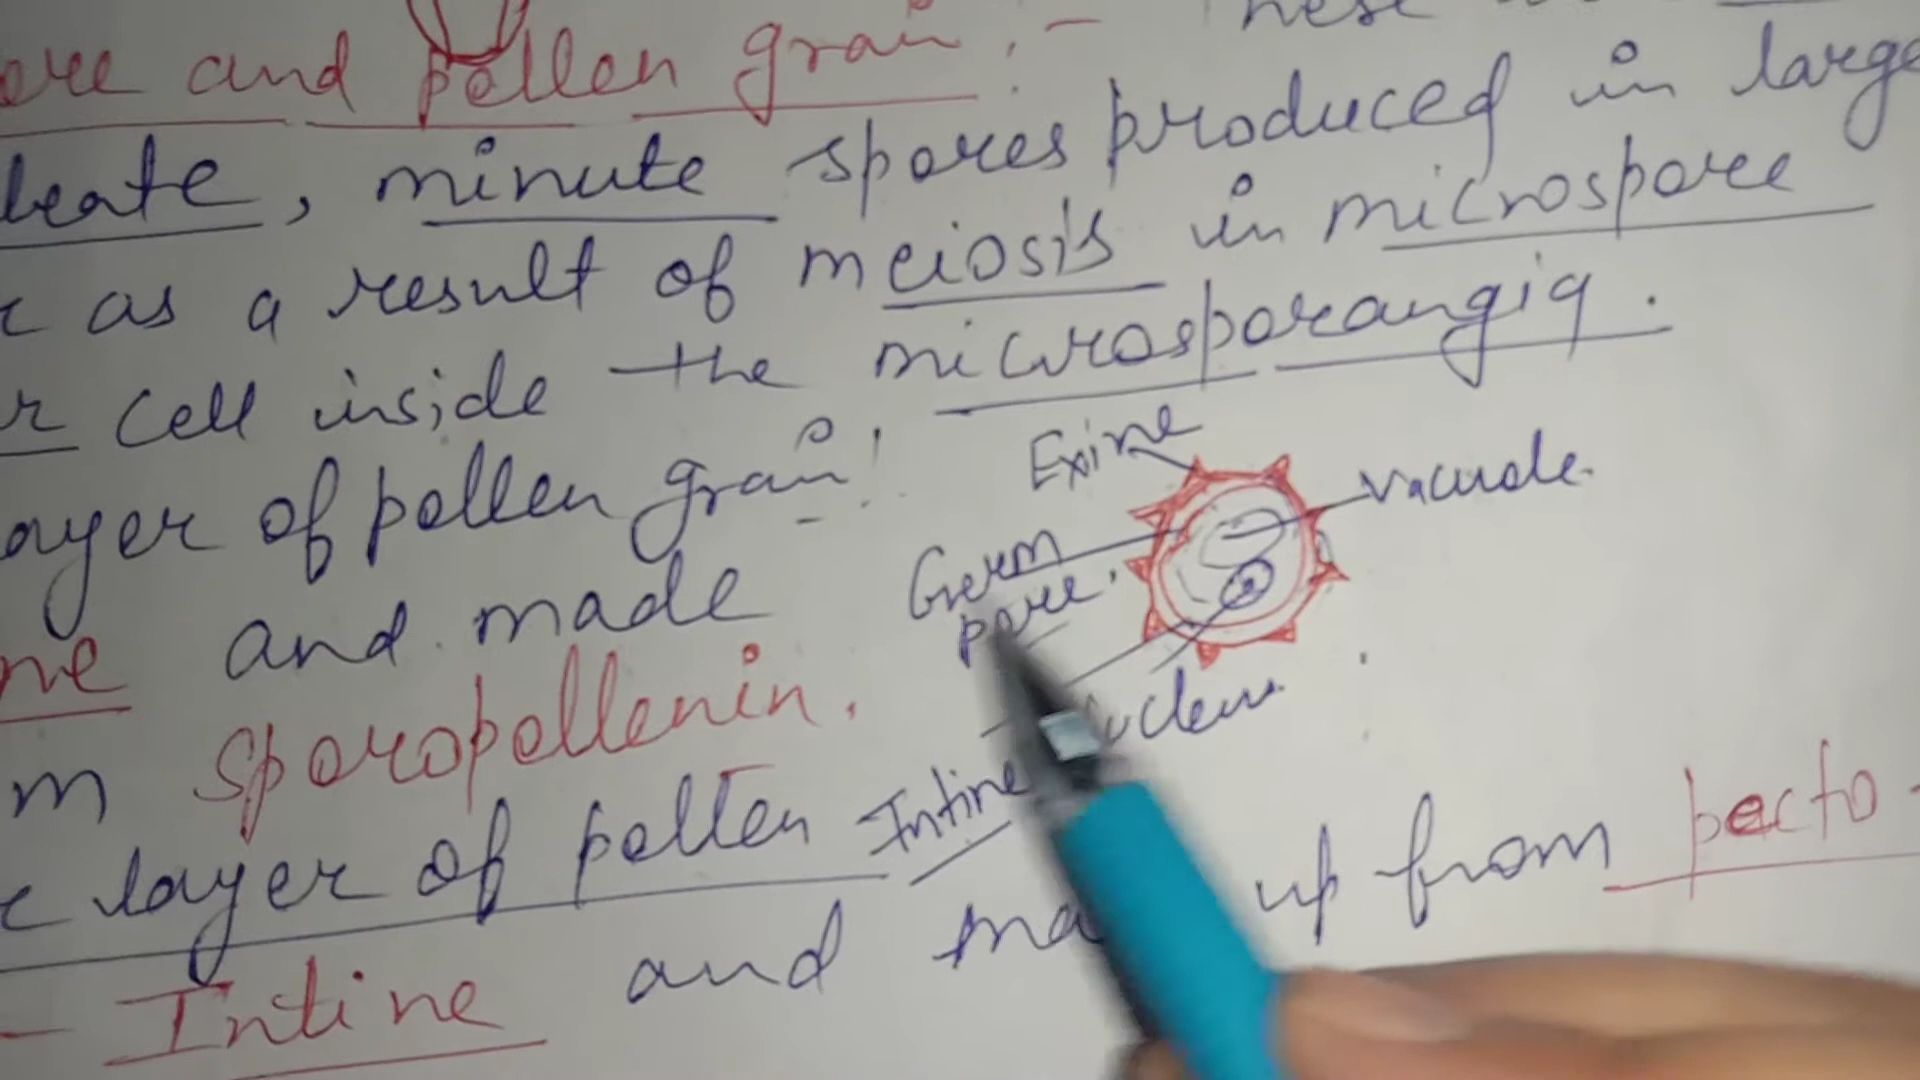 and pollen grain :-
minute spores produced in large
as a result of meiosis in microspore
cell inside the microsporangia.
layer of pollen grain!
Exine
Vacuole.
Germ
pore.
and made
sporopollenin.
layer of pollen
Intine
Intine and up from pecto-